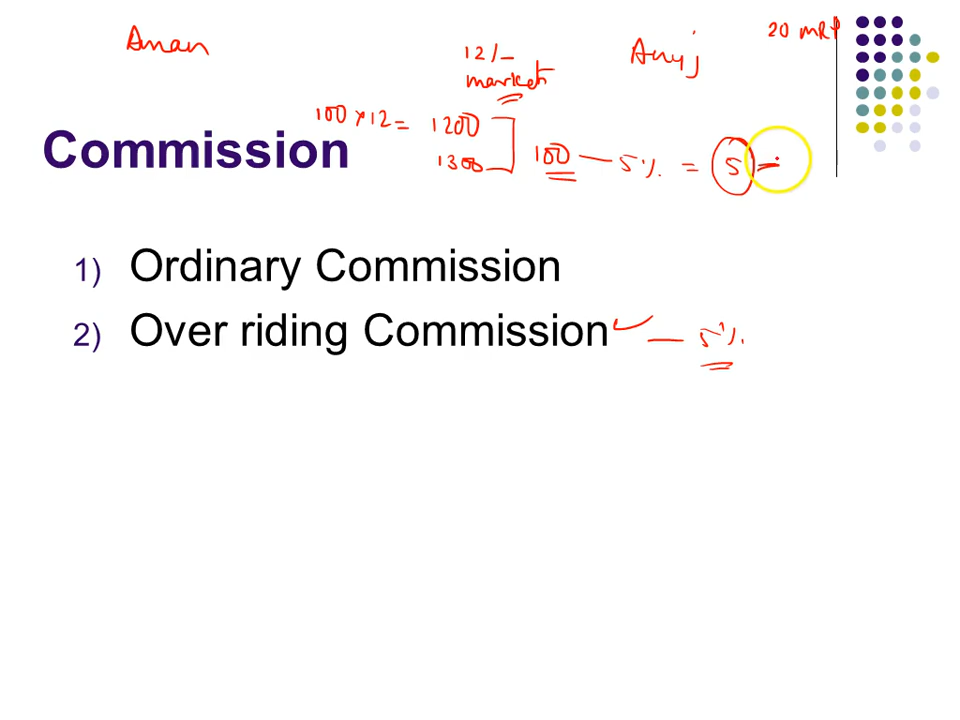 Aman
12/- Anuj 20 MRP
market
100 x 12 = 1200
Commission 1300 100 — 5% = 5 =
1) Ordinary Commission
2) Over riding Commission ✓ — 5%